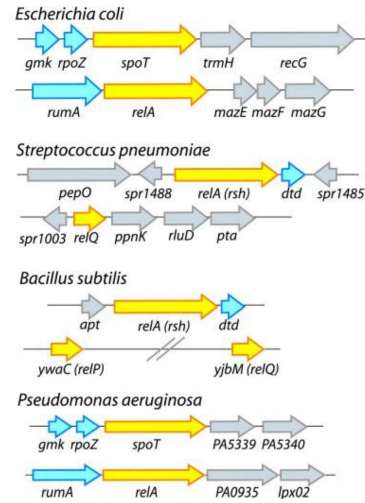 Escherichia coli
gmk rpoZ spoT trmH recG
rumA relA mazE mazF mazG
Streptococcus pneumoniae
pepO spr1488 relA (rsh) dtd spr1485
spr1003 relQ ppnK rluD pta
Bacillus subtilis
apt relA (rsh) dtd
ywaC (relP) yjbM (relQ)
Pseudomonas aeruginosa
gmk rpoZ spoT PA5339 PA5340
rumA relA PA0935 lpx02